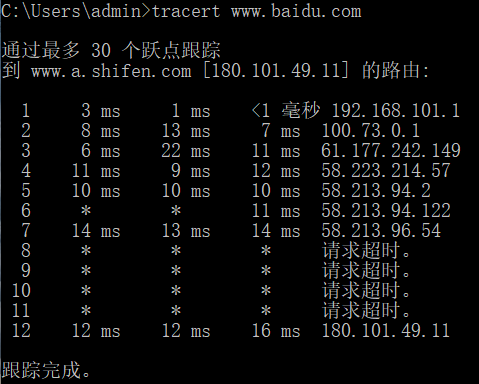 C:\Users\admin>tracert www.baidu.com
通过最多 30 个跃点跟踪
到 www.a.shifen.com [180.101.49.11] 的路由:
1 3 ms 1 ms <1 毫秒 192.168.101.1
2 8 ms 13 ms 7 ms 100.73.0.1
3 6 ms 22 ms 11 ms 61.177.242.149
4 11 ms 9 ms 12 ms 58.223.214.57
5 10 ms 10 ms 10 ms 58.213.94.2
6 * * 11 ms 58.213.94.122
7 14 ms 13 ms 14 ms 58.213.96.54
8 * * * 请求超时。
9 * * * 请求超时。
10 * * * 请求超时。
11 * * * 请求超时。
12 12 ms 12 ms 16 ms 180.101.49.11
跟踪完成。